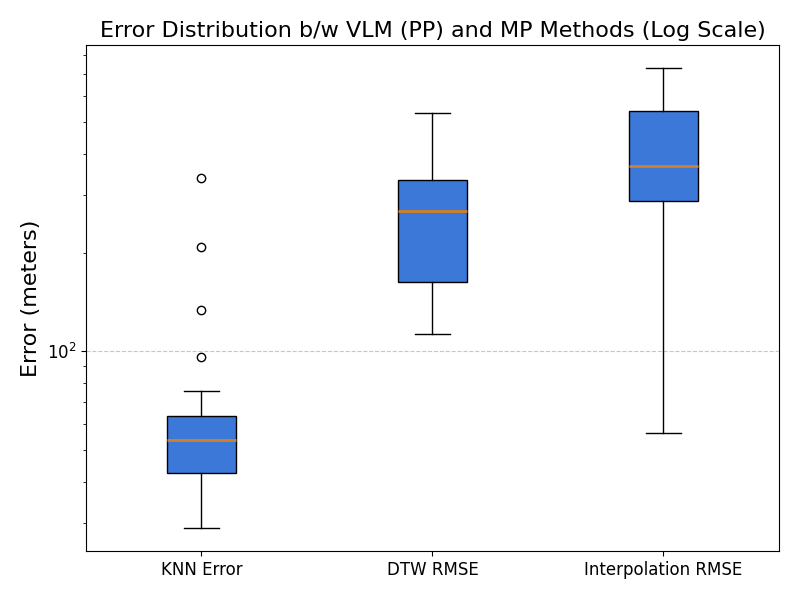 Error Distribution b/w VLM (PP) and MP Methods (Log Scale)
Error (meters)
10²
KNN Error
DTW RMSE
Interpolation RMSE